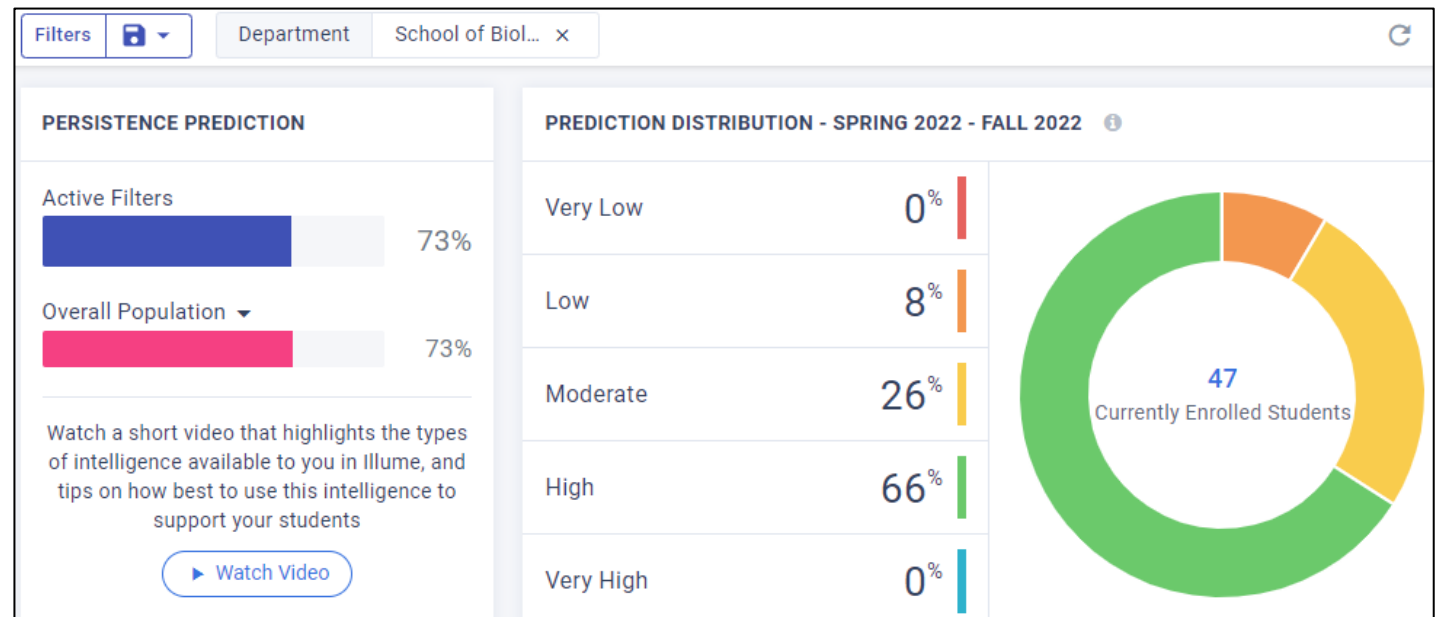 Filters
Department School of Biol... ×
PERSISTENCE PREDICTION
Active Filters
73%
Overall Population
73%
Watch a short video that highlights the types
of intelligence available to you in Illume, and
tips on how best to use this intelligence to
support your students
Watch Video
PREDICTION DISTRIBUTION - SPRING 2022 - FALL 2022
Very Low 0%
Low 8%
Moderate 26%
High 66%
Very High 0%
47
Currently Enrolled Students